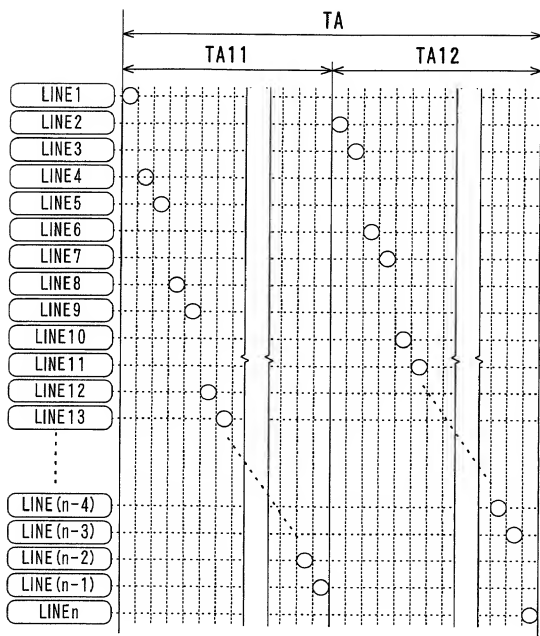 TA
TA11 TA12
LINE1
LINE2
LINE3
LINE4
LINE5
LINE6
LINE7
LINE8
LINE9
LINE10
LINE11
LINE12
LINE13
LINE(n-4)
LINE(n-3)
LINE(n-2)
LINE(n-1)
LINEn